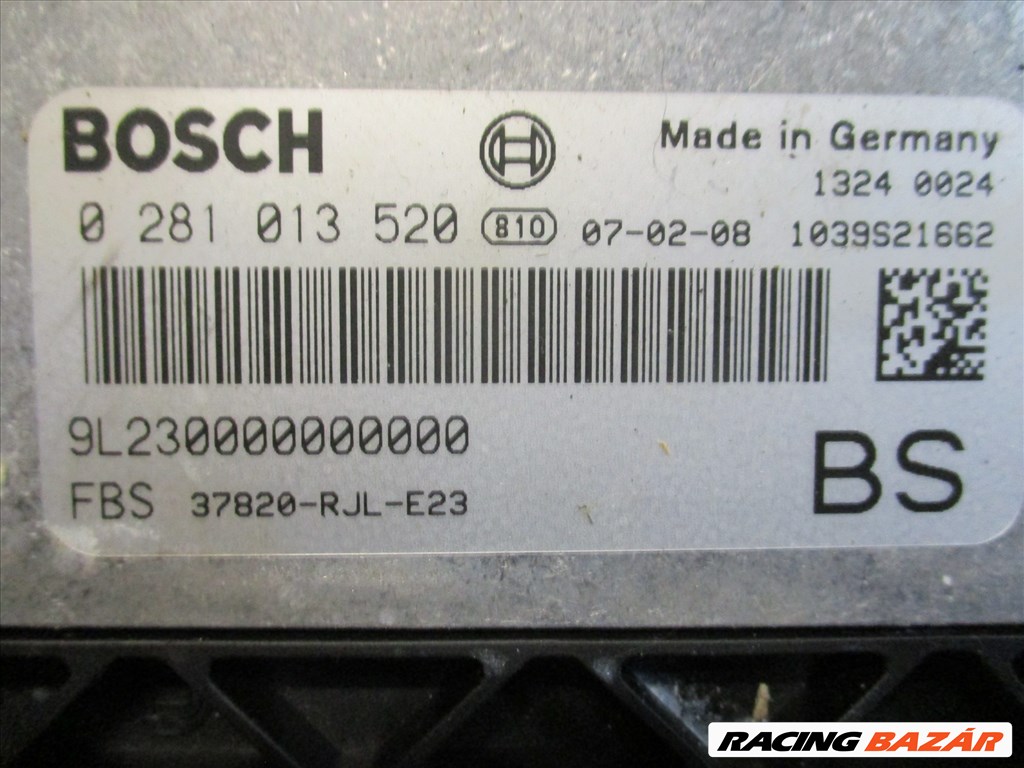 BOSCH Made in Germany
1324 0024
0 281 013 520 810 07-02-08 1039S21662
9L230000000000
FBS 37820-RJL-E23
BS
RACING BAZÁR